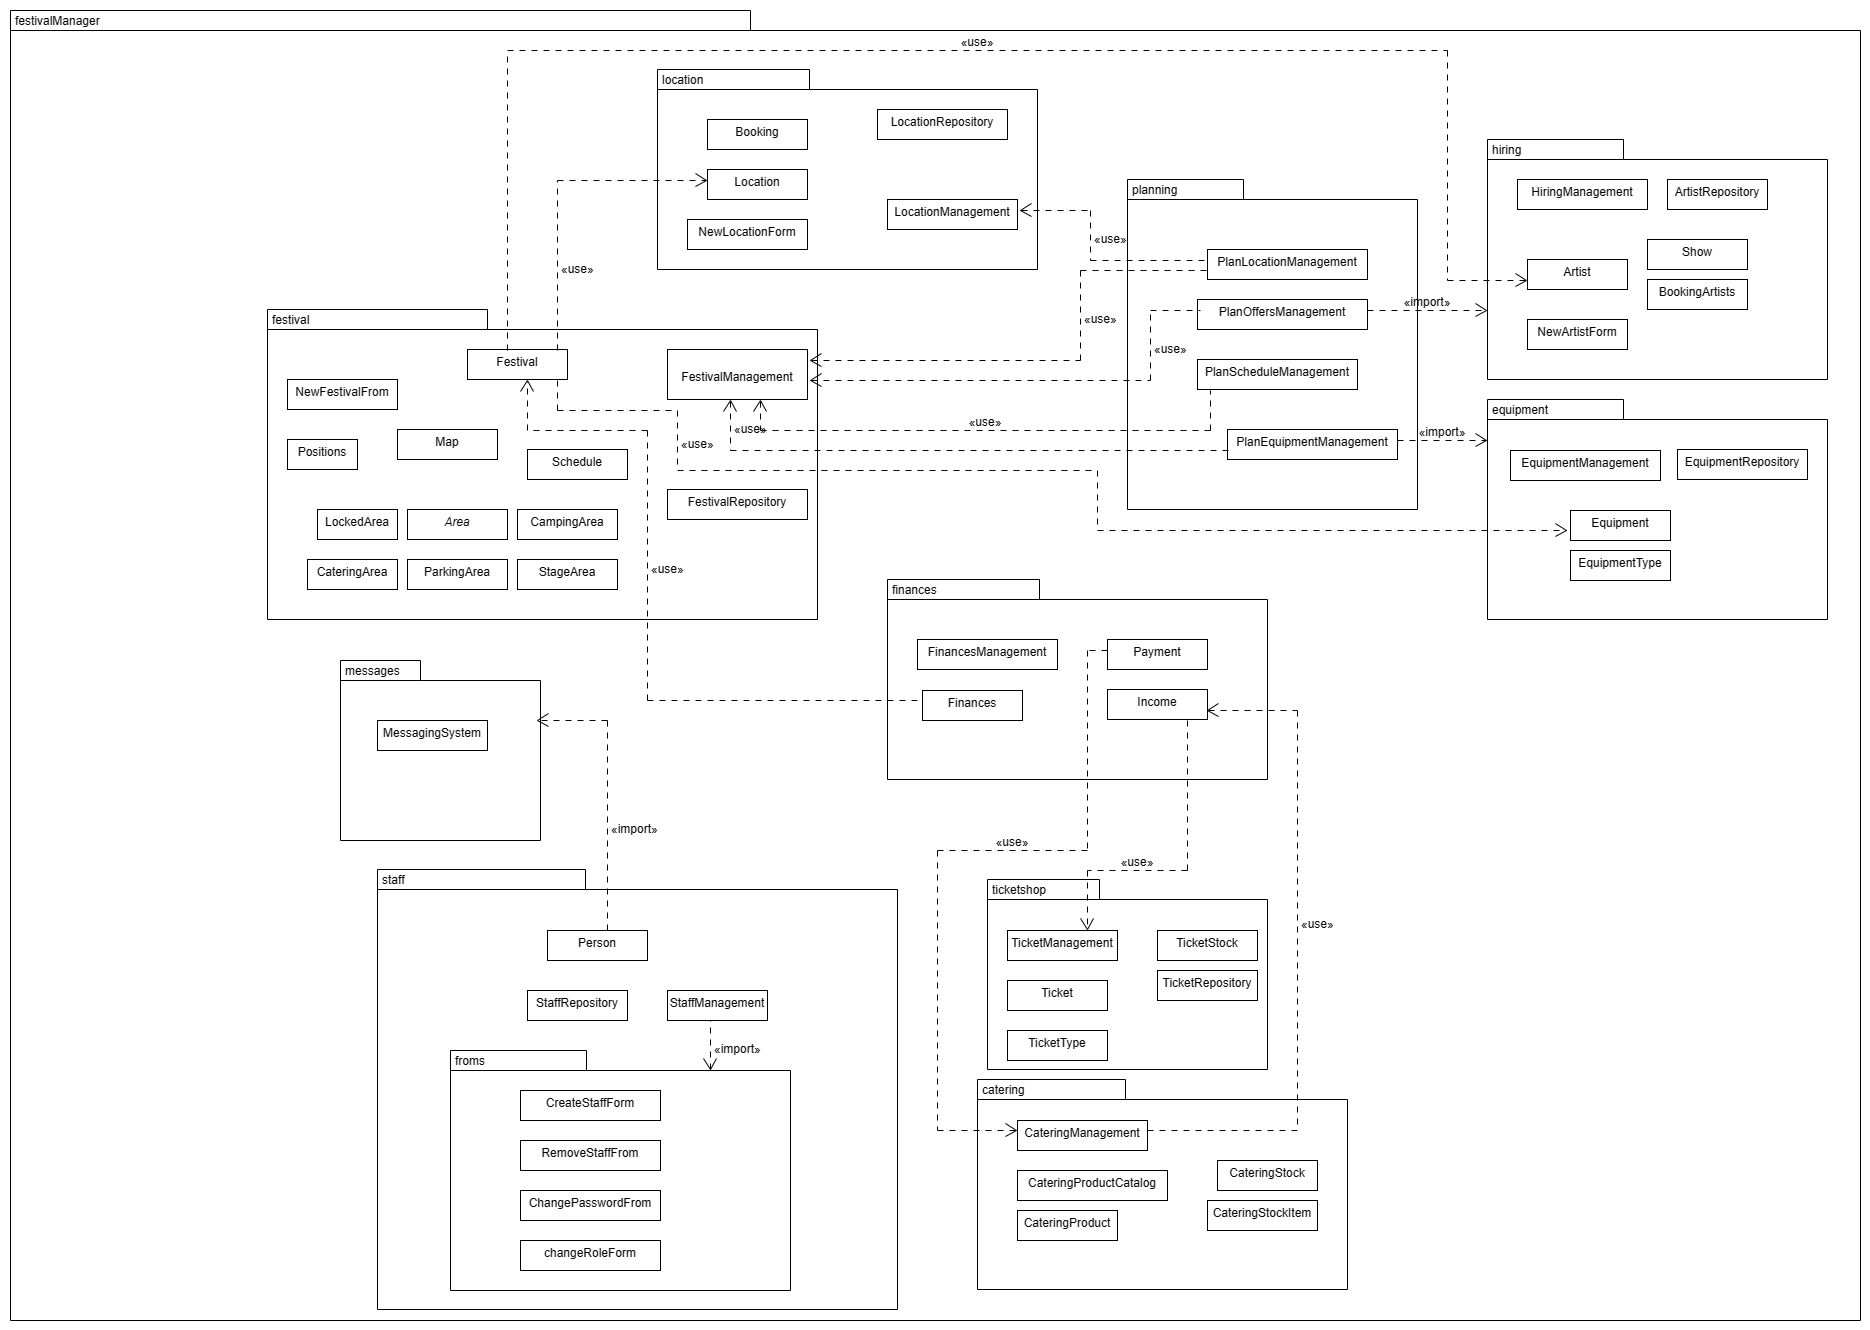 festivalManager
«use»
location
Booking
LocationRepository
Location
LocationManagement
NewLocationForm
«use»
planning
«use»
PlanLocationManagement
PlanOffersManagement
PlanScheduleManagement
PlanEquipmentManagement
«use»
«use»
«use»
«use»
«use»
«import»
«import»
hiring
HiringManagement
ArtistRepository
Show
Artist
BookingArtists
NewArtistForm
equipment
EquipmentManagement
EquipmentRepository
Equipment
EquipmentType
festival
Festival
FestivalManagement
NewFestivalFrom
Map
Positions
Schedule
FestivalRepository
LockedArea
Area
CampingArea
CateringArea
ParkingArea
StageArea
«use»
finances
FinancesManagement
Payment
Finances
Income
messages
MessagingSystem
«import»
«use»
«use»
«use»
staff
Person
StaffRepository
StaffManagement
«import»
froms
CreateStaffForm
RemoveStaffFrom
ChangePasswordFrom
changeRoleForm
ticketshop
TicketManagement
TicketStock
TicketRepository
Ticket
TicketType
catering
CateringManagement
CateringProductCatalog
CateringStock
CateringProduct
CateringStockItem